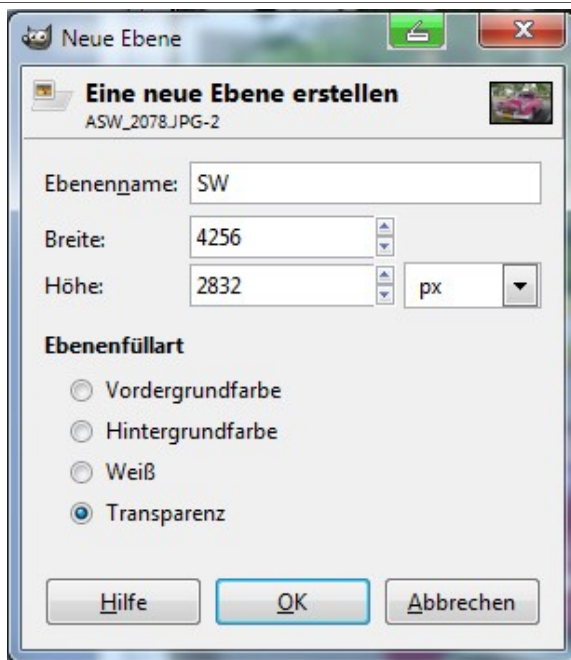 Neue Ebene
Eine neue Ebene erstellen
ASW_2078.JPG-2
Ebenenname: SW
Breite: 4256
Höhe: 2832 px
Ebenenfüllart
Vordergrundfarbe
Hintergrundfarbe
Weiß
Transparenz
Hilfe OK Abbrechen